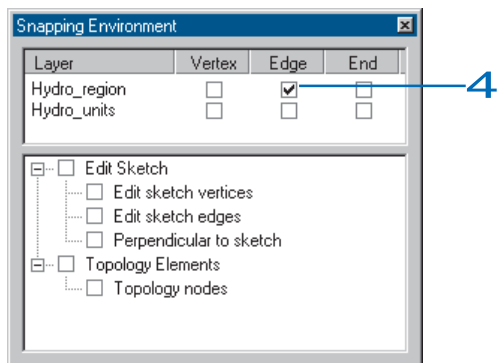 Snapping Environment
Layer Vertex Edge End
Hydro_region
4
Hydro_units
Edit Sketch
Edit sketch vertices
Edit sketch edges
Perpendicular to sketch
Topology Elements
Topology nodes